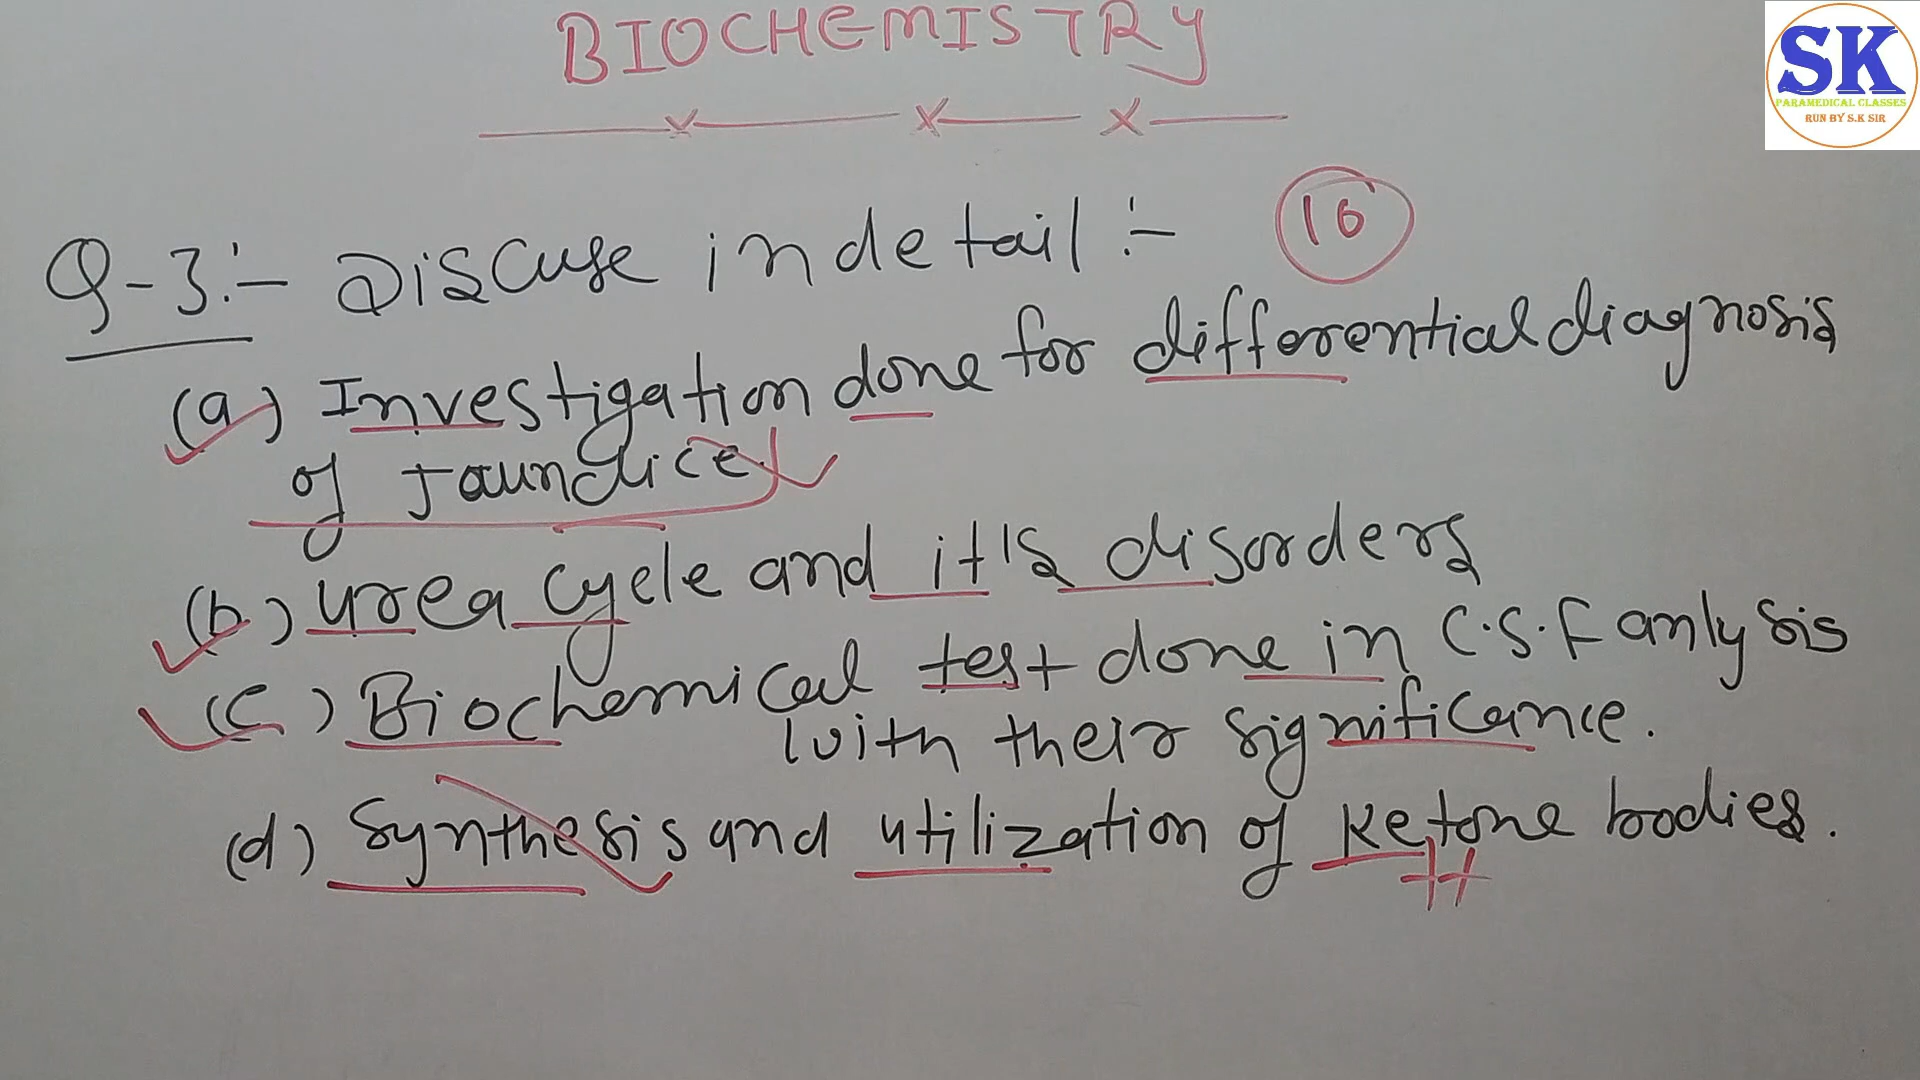 BIOCHEMISTRY
SK
PARAMEDICAL CLASSES
RUN BY S.K SIR
Q-3:- Discuse in detail :- 16
(a) Investigation done for differential diagnosis
of Jaundice
(b) urea cycle and it's disorders
(c) Biochemical test done in C.S.F anlysis
with their significance.
(d) Synthesis and utilization of Ketone bodies.